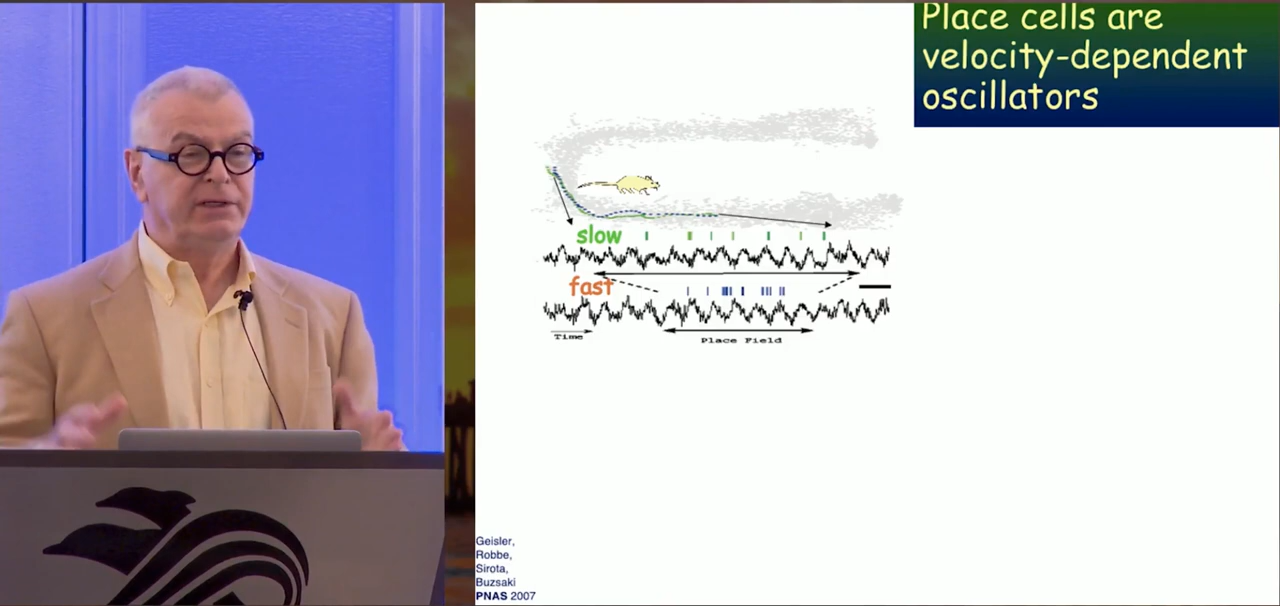 Place cells are
velocity-dependent
oscillators
slow
fast
Time
Place Field
Geisler,
Robbe,
Sirota,
Buzsaki
PNAS 2007